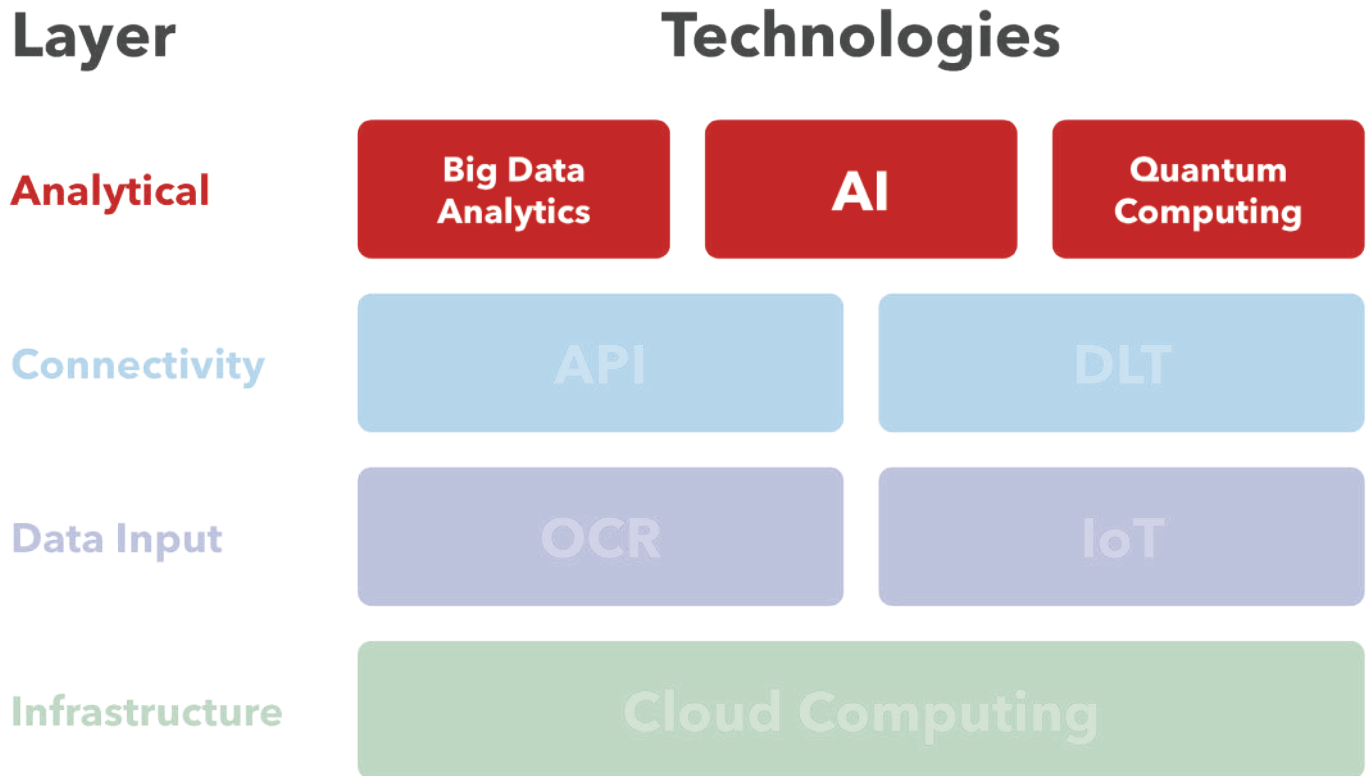 Layer
Technologies
Analytical
Big Data
Analytics
AI
Quantum
Computing
Connectivity
API
DLT
Data Input
OCR
IoT
Infrastructure
Cloud Computing